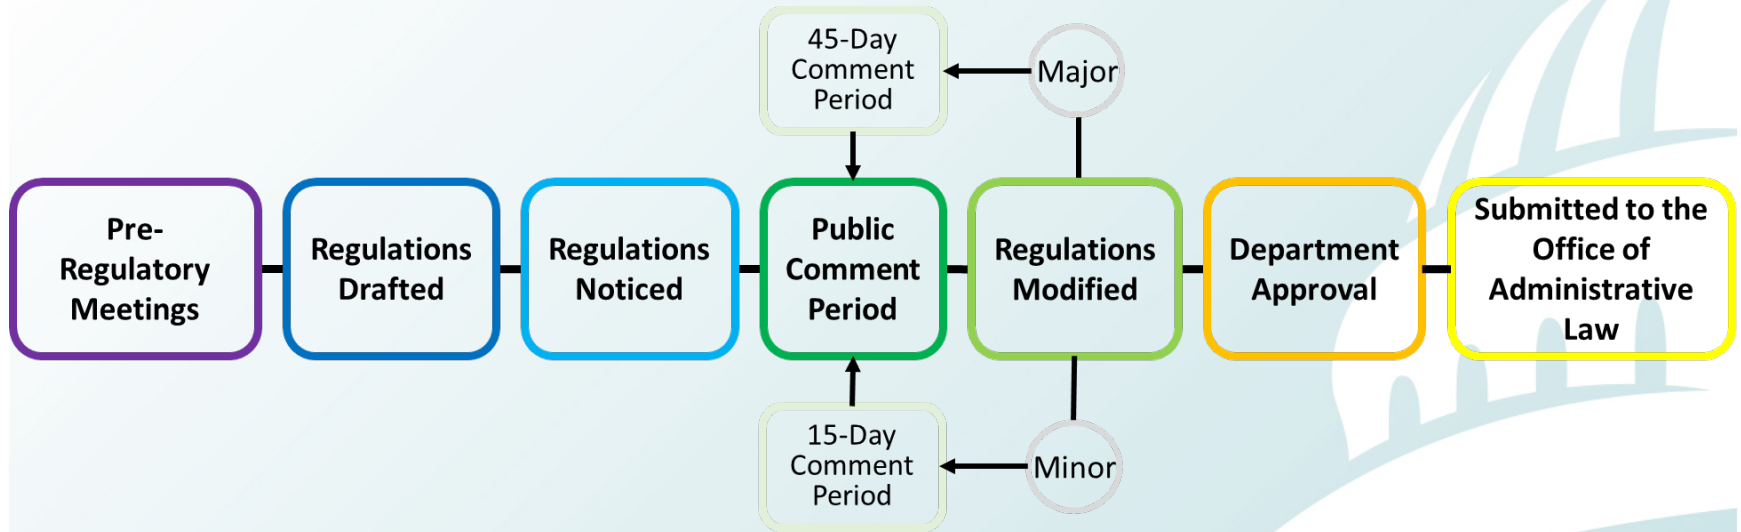 45-Day
Comment
Period
Major
Pre-
Regulatory
Meetings
Regulations
Drafted
Regulations
Noticed
Public
Comment
Period
Regulations
Modified
Department
Approval
Submitted to the
Office of
Administrative
Law
15-Day
Comment
Period
Minor